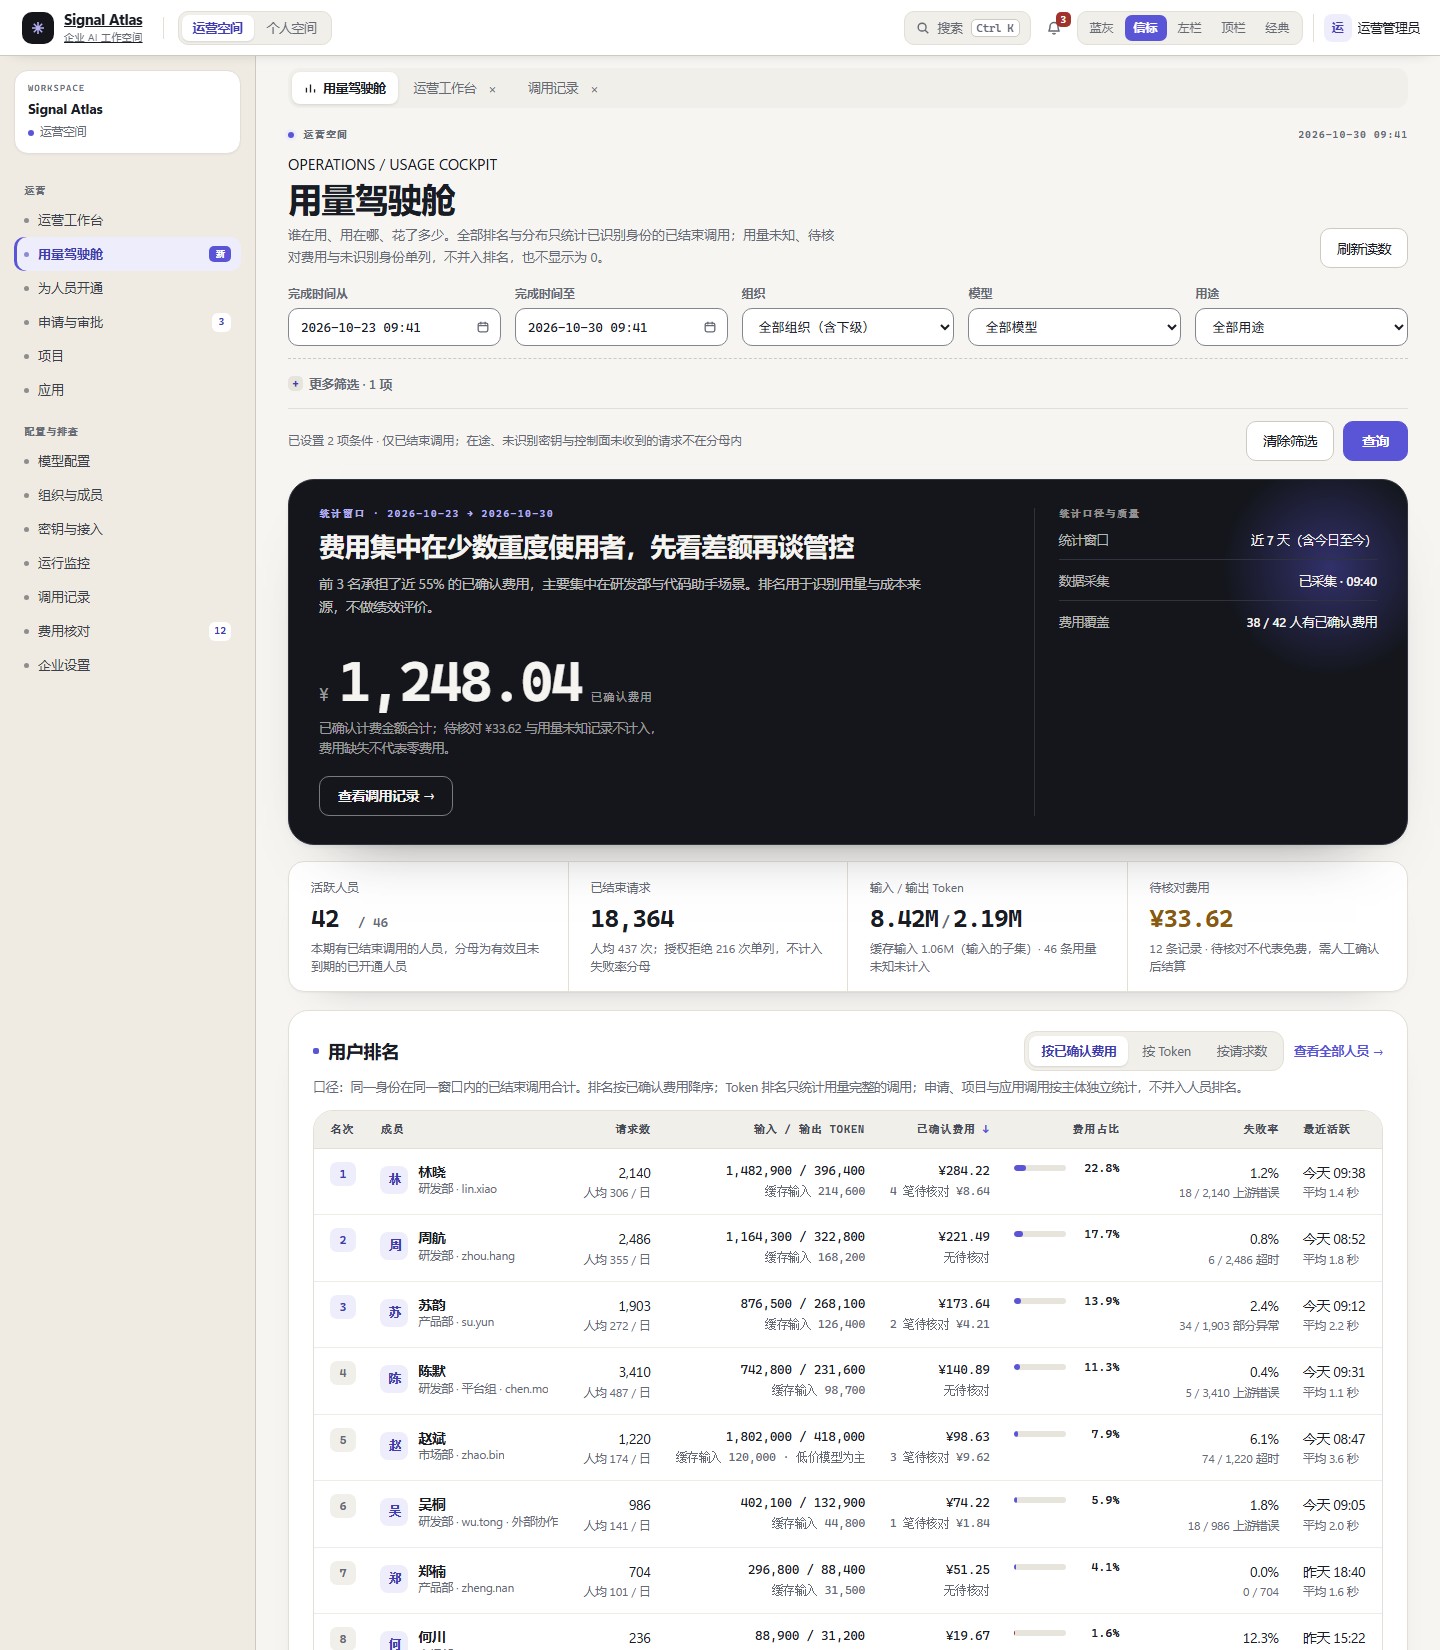 Signal Atlas
企业 AI 工作空间
运营空间 个人空间
搜索 Ctrl K
3
蓝灰 信标 左栏 顶栏 经典
运 运营管理员
WORKSPACE
Signal Atlas
运营空间
运营
运营工作台
用量驾驶舱 新
为人员开通
申请与审批 3
项目
应用
配置与排查
模型配置
组织与成员
密钥与接入
运行监控
调用记录
费用核对 12
企业设置
用量驾驶舱 运营工作台 × 调用记录 ×
运营空间 2026-10-30 09:41
OPERATIONS / USAGE COCKPIT
用量驾驶舱
谁在用、用在哪、花了多少。全部排名与分布只统计已识别身份的已结束调用；用量未知、待核
对费用与未识别身份单列，不并入排名，也不显示为 0。
刷新读数
完成时间从 完成时间至 组织 模型 用途
2026-10-23 09:41 2026-10-30 09:41 全部组织（含下级） 全部模型 全部用途
+ 更多筛选 · 1 项
已设置 2 项条件 · 仅已结束调用；在途、未识别密钥与控制面未收到的请求不在分母内
清除筛选 查询
统计窗口 · 2026-10-23 → 2026-10-30
费用集中在少数重度使用者，先看差额再谈管控
前 3 名承担了近 55% 的已确认费用，主要集中在研发部与代码助手场景。排名用于识别用量与成本来
源，不做绩效评价。
¥ 1,248.04 已确认费用
已确认计费金额合计；待核对 ¥33.62 与用量未知记录不计入，
费用缺失不代表零费用。
查看调用记录 →
统计口径与质量
统计窗口 近 7 天（含今日至今）
数据采集 已采集 · 09:40
费用覆盖 38 / 42 人有已确认费用
活跃人员
42 / 46
本期有已结束调用的人员，分母为有效且未
到期的已开通人员
已结束请求
18,364
人均 437 次；授权拒绝 216 次单列，不计入
失败率分母
输入 / 输出 Token
8.42M / 2.19M
缓存输入 1.06M（输入的子集）· 46 条用量
未知未计入
待核对费用
¥33.62
12 条记录 · 待核对不代表免费，需人工确认
后结算
用户排名
按已确认费用 按 Token 按请求数 查看全部人员 →
口径：同一身份在同一窗口内的已结束调用合计。排名按已确认费用降序；Token 排名只统计用量完整的调用；申请、项目与应用调用按主体独立统计，不并入人员排名。
名次 成员 请求数 输入 / 输出 TOKEN 已确认费用 ↓ 费用占比 失败率 最近活跃
1 林 林晓 2,140 1,482,900 / 396,400 ¥284.22 22.8% 1.2% 今天 09:38
研发部 · lin.xiao 人均 306 / 日 缓存输入 214,600 4 笔待核对 ¥8.64 18 / 2,140 上游错误 平均 1.4 秒
2 周 周航 2,486 1,164,300 / 322,800 ¥221.49 17.7% 0.8% 今天 08:52
研发部 · zhou.hang 人均 355 / 日 缓存输入 168,200 无待核对 6 / 2,486 超时 平均 1.8 秒
3 苏 苏韵 1,903 876,500 / 268,100 ¥173.64 13.9% 2.4% 今天 09:12
产品部 · su.yun 人均 272 / 日 缓存输入 126,400 2 笔待核对 ¥4.21 34 / 1,903 部分异常 平均 2.2 秒
4 陈 陈默 3,410 742,800 / 231,600 ¥140.89 11.3% 0.4% 今天 09:31
研发部 · 平台组 · chen.mo 人均 487 / 日 缓存输入 98,700 无待核对 5 / 3,410 上游错误 平均 1.1 秒
5 赵 赵斌 1,220 1,802,000 / 418,000 ¥98.63 7.9% 6.1% 今天 08:47
市场部 · zhao.bin 人均 174 / 日 缓存输入 120,000 · 低价模型为主 3 笔待核对 ¥9.62 74 / 1,220 超时 平均 3.6 秒
6 吴 吴桐 986 402,100 / 132,900 ¥74.22 5.9% 1.8% 今天 09:05
研发部 · wu.tong · 外部协作 人均 141 / 日 缓存输入 44,800 1 笔待核对 ¥1.84 18 / 986 上游错误 平均 2.0 秒
7 郑 郑楠 704 296,800 / 88,400 ¥51.25 4.1% 0.0% 昨天 18:40
产品部 · zheng.nan 人均 101 / 日 缓存输入 31,500 无待核对 0 / 704 平均 1.6 秒
8 何 何川 236 88,900 / 31,200 ¥19.67 1.6% 12.3% 昨天 15:22